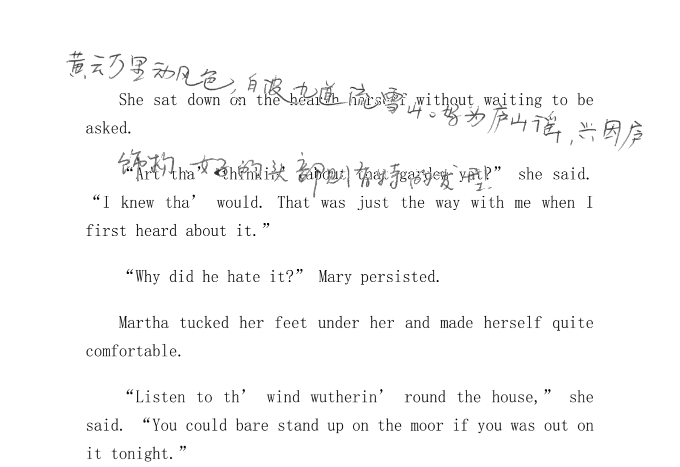 黄云万里动风色，白波九道流雪山。好为庐山谣，兴因庐
She sat down on the hearth herself without waiting to be
asked.
饰物，女子的头部则有特的发型
“Art tha’ thinkin’ about that garden yet?” she said.
“I knew tha’ would. That was just the way with me when I
first heard about it.”
“Why did he hate it?” Mary persisted.
Martha tucked her feet under her and made herself quite
comfortable.
“Listen to th’ wind wutherin’ round the house,” she
said. “You could bare stand up on the moor if you was out on
it tonight.”